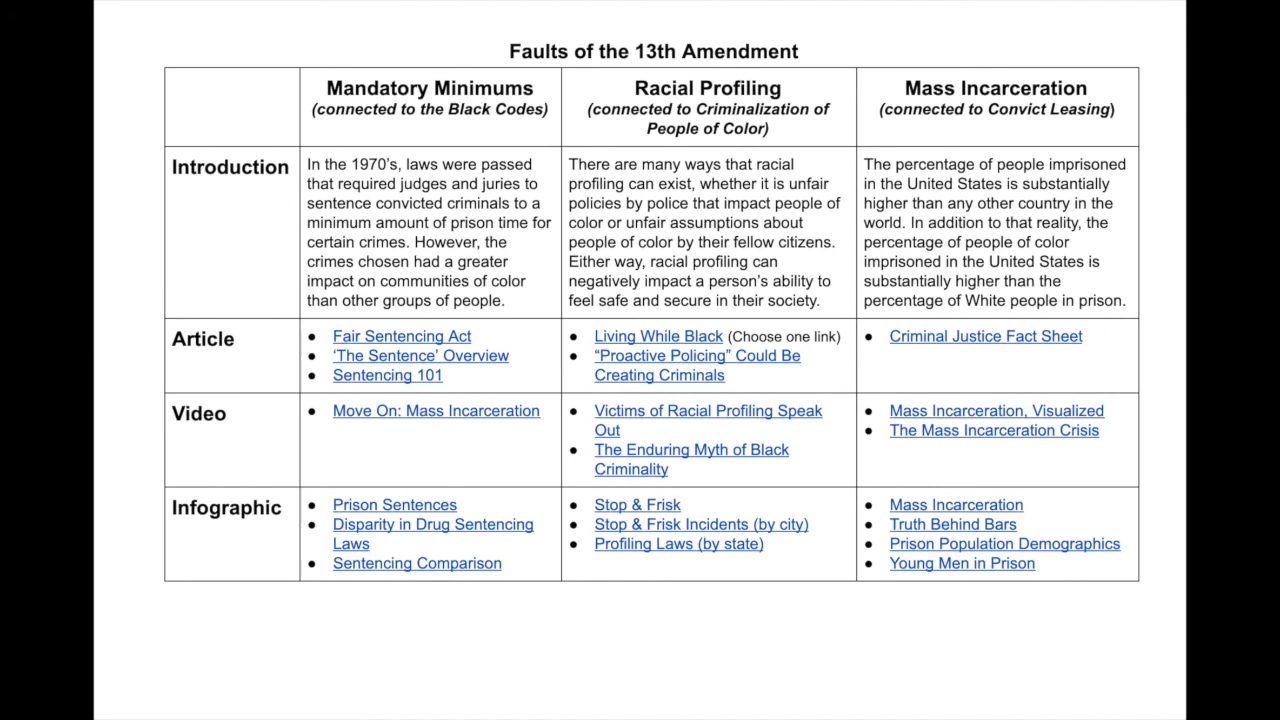 Faults of the 13th Amendment
Mandatory Minimums
(connected to the Black Codes)
Racial Profiling
(connected to Criminalization of
People of Color)
Mass Incarceration
(connected to Convict Leasing)
Introduction
In the 1970’s, laws were passed
that required judges and juries to
sentence convicted criminals to a
minimum amount of prison time for
certain crimes. However, the
crimes chosen had a greater
impact on communities of color
than other groups of people.
There are many ways that racial
profiling can exist, whether it is unfair
policies by police that impact people of
color or unfair assumptions about
people of color by their fellow citizens.
Either way, racial profiling can
negatively impact a person’s ability to
feel safe and secure in their society.
The percentage of people imprisoned
in the United States is substantially
higher than any other country in the
world. In addition to that reality, the
percentage of people of color
imprisoned in the United States is
substantially higher than the
percentage of White people in prison.
Article
● Fair Sentencing Act
● ‘The Sentence’ Overview
● Sentencing 101
● Living While Black (Choose one link)
● “Proactive Policing” Could Be
Creating Criminals
● Criminal Justice Fact Sheet
Video
● Move On: Mass Incarceration
● Victims of Racial Profiling Speak
Out
● The Enduring Myth of Black
Criminality
● Mass Incarceration, Visualized
● The Mass Incarceration Crisis
Infographic
● Prison Sentences
● Disparity in Drug Sentencing
Laws
● Sentencing Comparison
● Stop & Frisk
● Stop & Frisk Incidents (by city)
● Profiling Laws (by state)
● Mass Incarceration
● Truth Behind Bars
● Prison Population Demographics
● Young Men in Prison